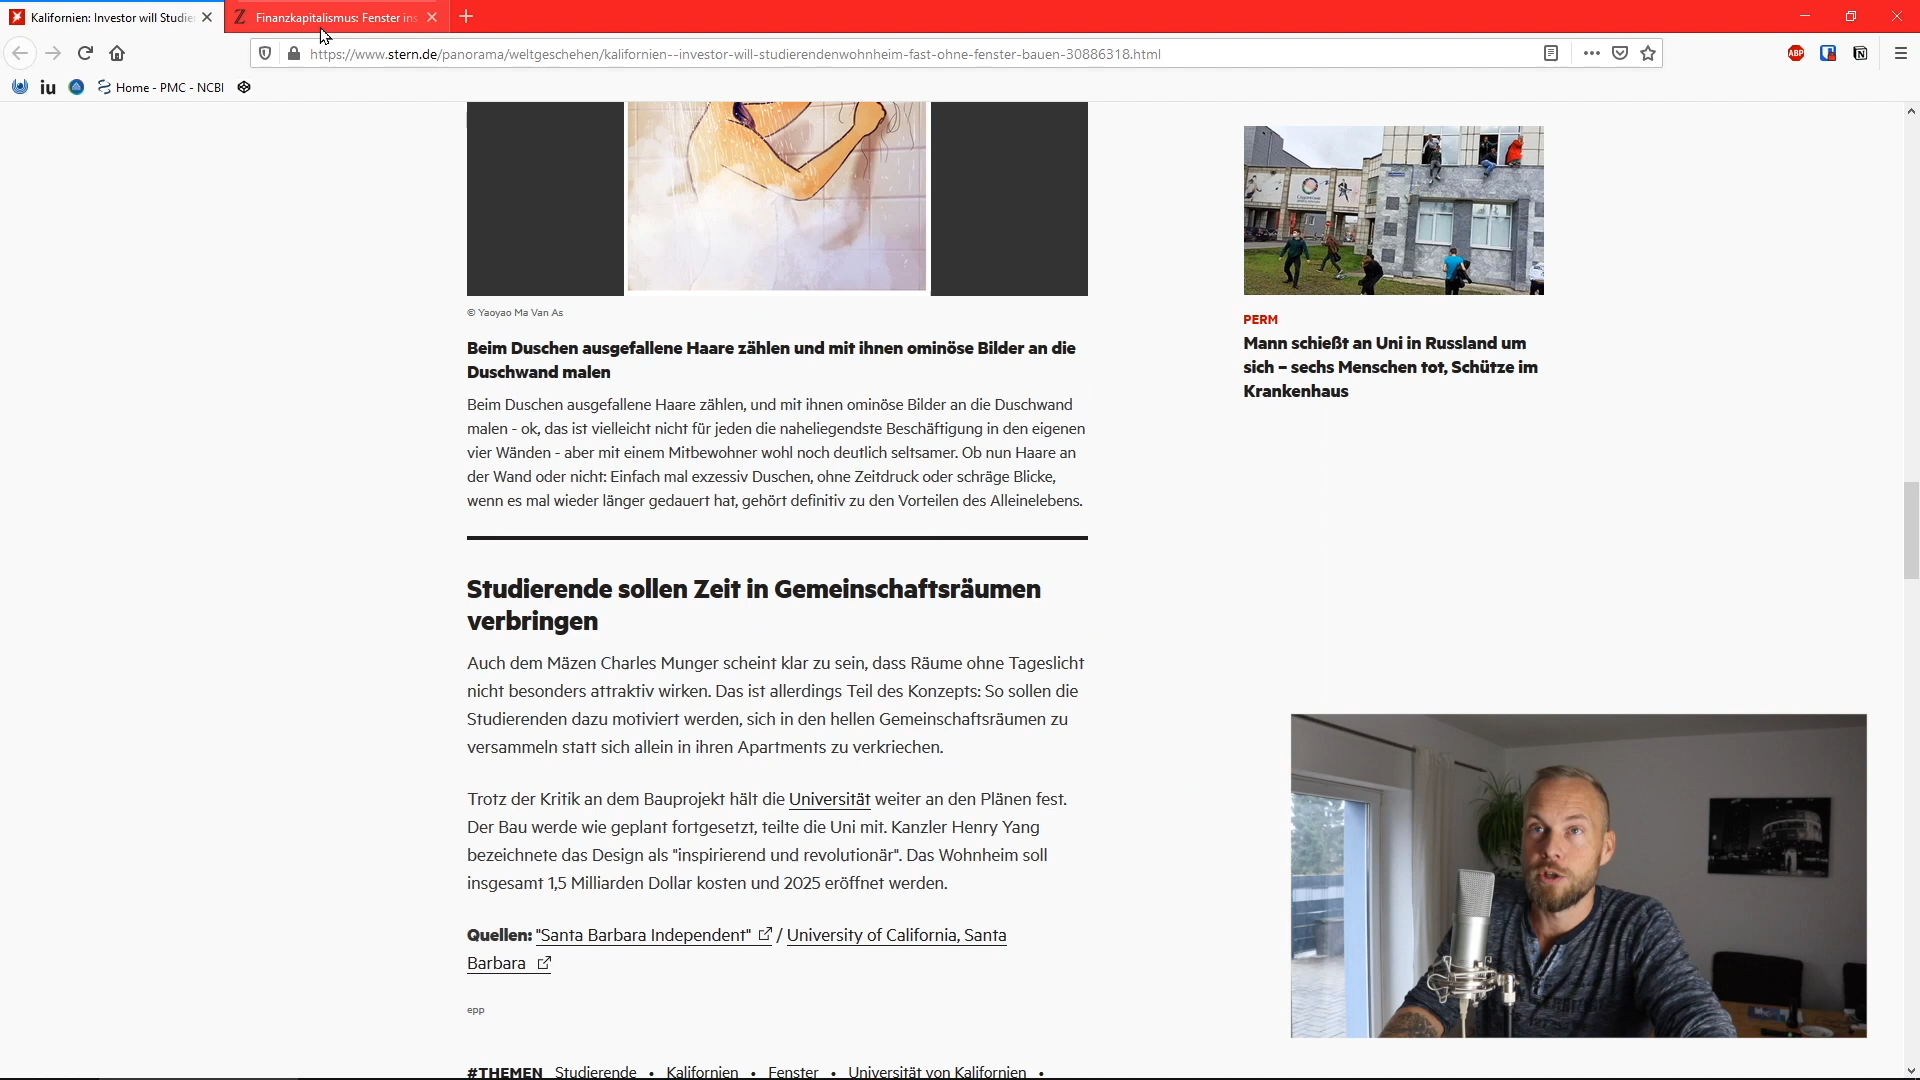 Kalifornien: Investor will Studie
Finanzkapitalismus: Fenster ins
https://www.stern.de/panorama/weltgeschehen/kalifornien--investor-will-studierendenwohnheim-fast-ohne-fenster-bauen-30886318.html
ABP
iu
Home - PMC - NCBI
© Yaoyao Ma Van As
Beim Duschen ausgefallene Haare zählen und mit ihnen ominöse Bilder an die
Duschwand malen
Beim Duschen ausgefallene Haare zählen, und mit ihnen ominöse Bilder an die Duschwand
malen - ok, das ist vielleicht nicht für jeden die naheliegendste Beschäftigung in den eigenen
vier Wänden - aber mit einem Mitbewohner wohl noch deutlich seltsamer. Ob nun Haare an
der Wand oder nicht: Einfach mal exzessiv Duschen, ohne Zeitdruck oder schräge Blicke,
wenn es mal wieder länger gedauert hat, gehört definitiv zu den Vorteilen des Alleinelebens.
Studierende sollen Zeit in Gemeinschaftsräumen
verbringen
Auch dem Mäzen Charles Munger scheint klar zu sein, dass Räume ohne Tageslicht
nicht besonders attraktiv wirken. Das ist allerdings Teil des Konzepts: So sollen die
Studierenden dazu motiviert werden, sich in den hellen Gemeinschaftsräumen zu
versammeln statt sich allein in ihren Apartments zu verkriechen.
Trotz der Kritik an dem Bauprojekt hält die Universität weiter an den Plänen fest.
Der Bau werde wie geplant fortgesetzt, teilte die Uni mit. Kanzler Henry Yang
bezeichnete das Design als "inspirierend und revolutionär". Das Wohnheim soll
insgesamt 1,5 Milliarden Dollar kosten und 2025 eröffnet werden.
Quellen: "Santa Barbara Independent" / University of California, Santa
Barbara
epp
#THEMEN Studierende • Kalifornien • Fenster • Universität von Kalifornien •
PERM
Mann schießt an Uni in Russland um
sich – sechs Menschen tot, Schütze im
Krankenhaus